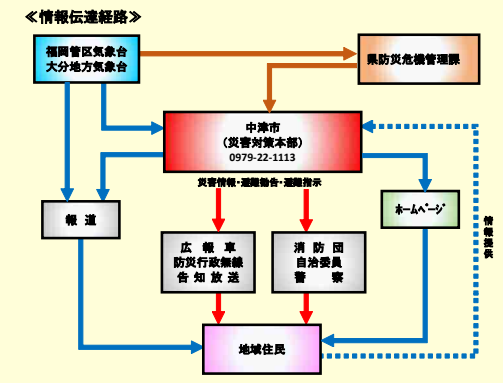 ≪情報伝達経路≫
福岡管区気象台
大分地方気象台
県防災危機管理課
中津市
(災害対策本部)
0979-22-1113
災害情報・避難勧告・避難指示
報 道
ホームページ
広 報 車
防災行政無線
告 知 放 送
消 防 団
自治委員
警 察
情報提供
地域住民